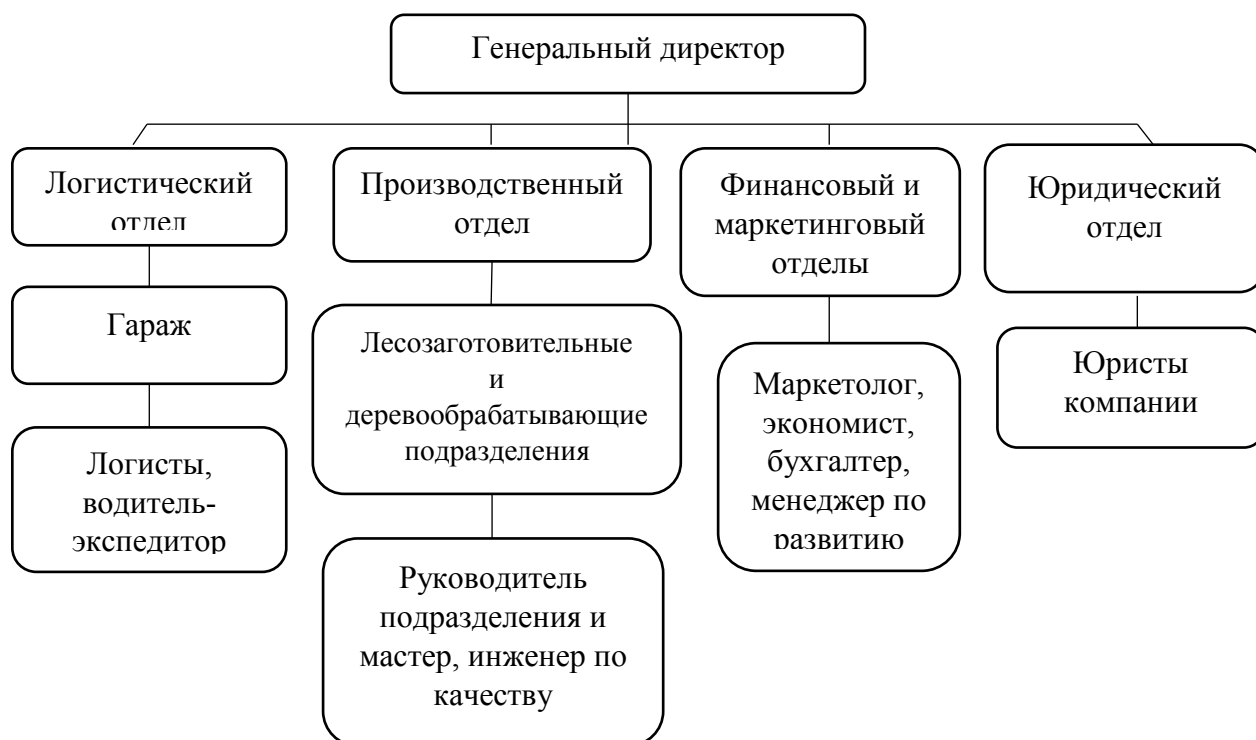 Генеральный директор
Логистический
отдел
Производственный
отдел
Финансовый и
маркетинговый
отделы
Юридический
отдел
Гараж
Лесозаготовительные
и
деревообрабатывающие
подразделения
Маркетолог,
экономист,
бухгалтер,
менеджер по
развитию
Юристы
компании
Логисты,
водитель-
экспедитор
Руководитель
подразделения и
мастер, инженер по
качеству